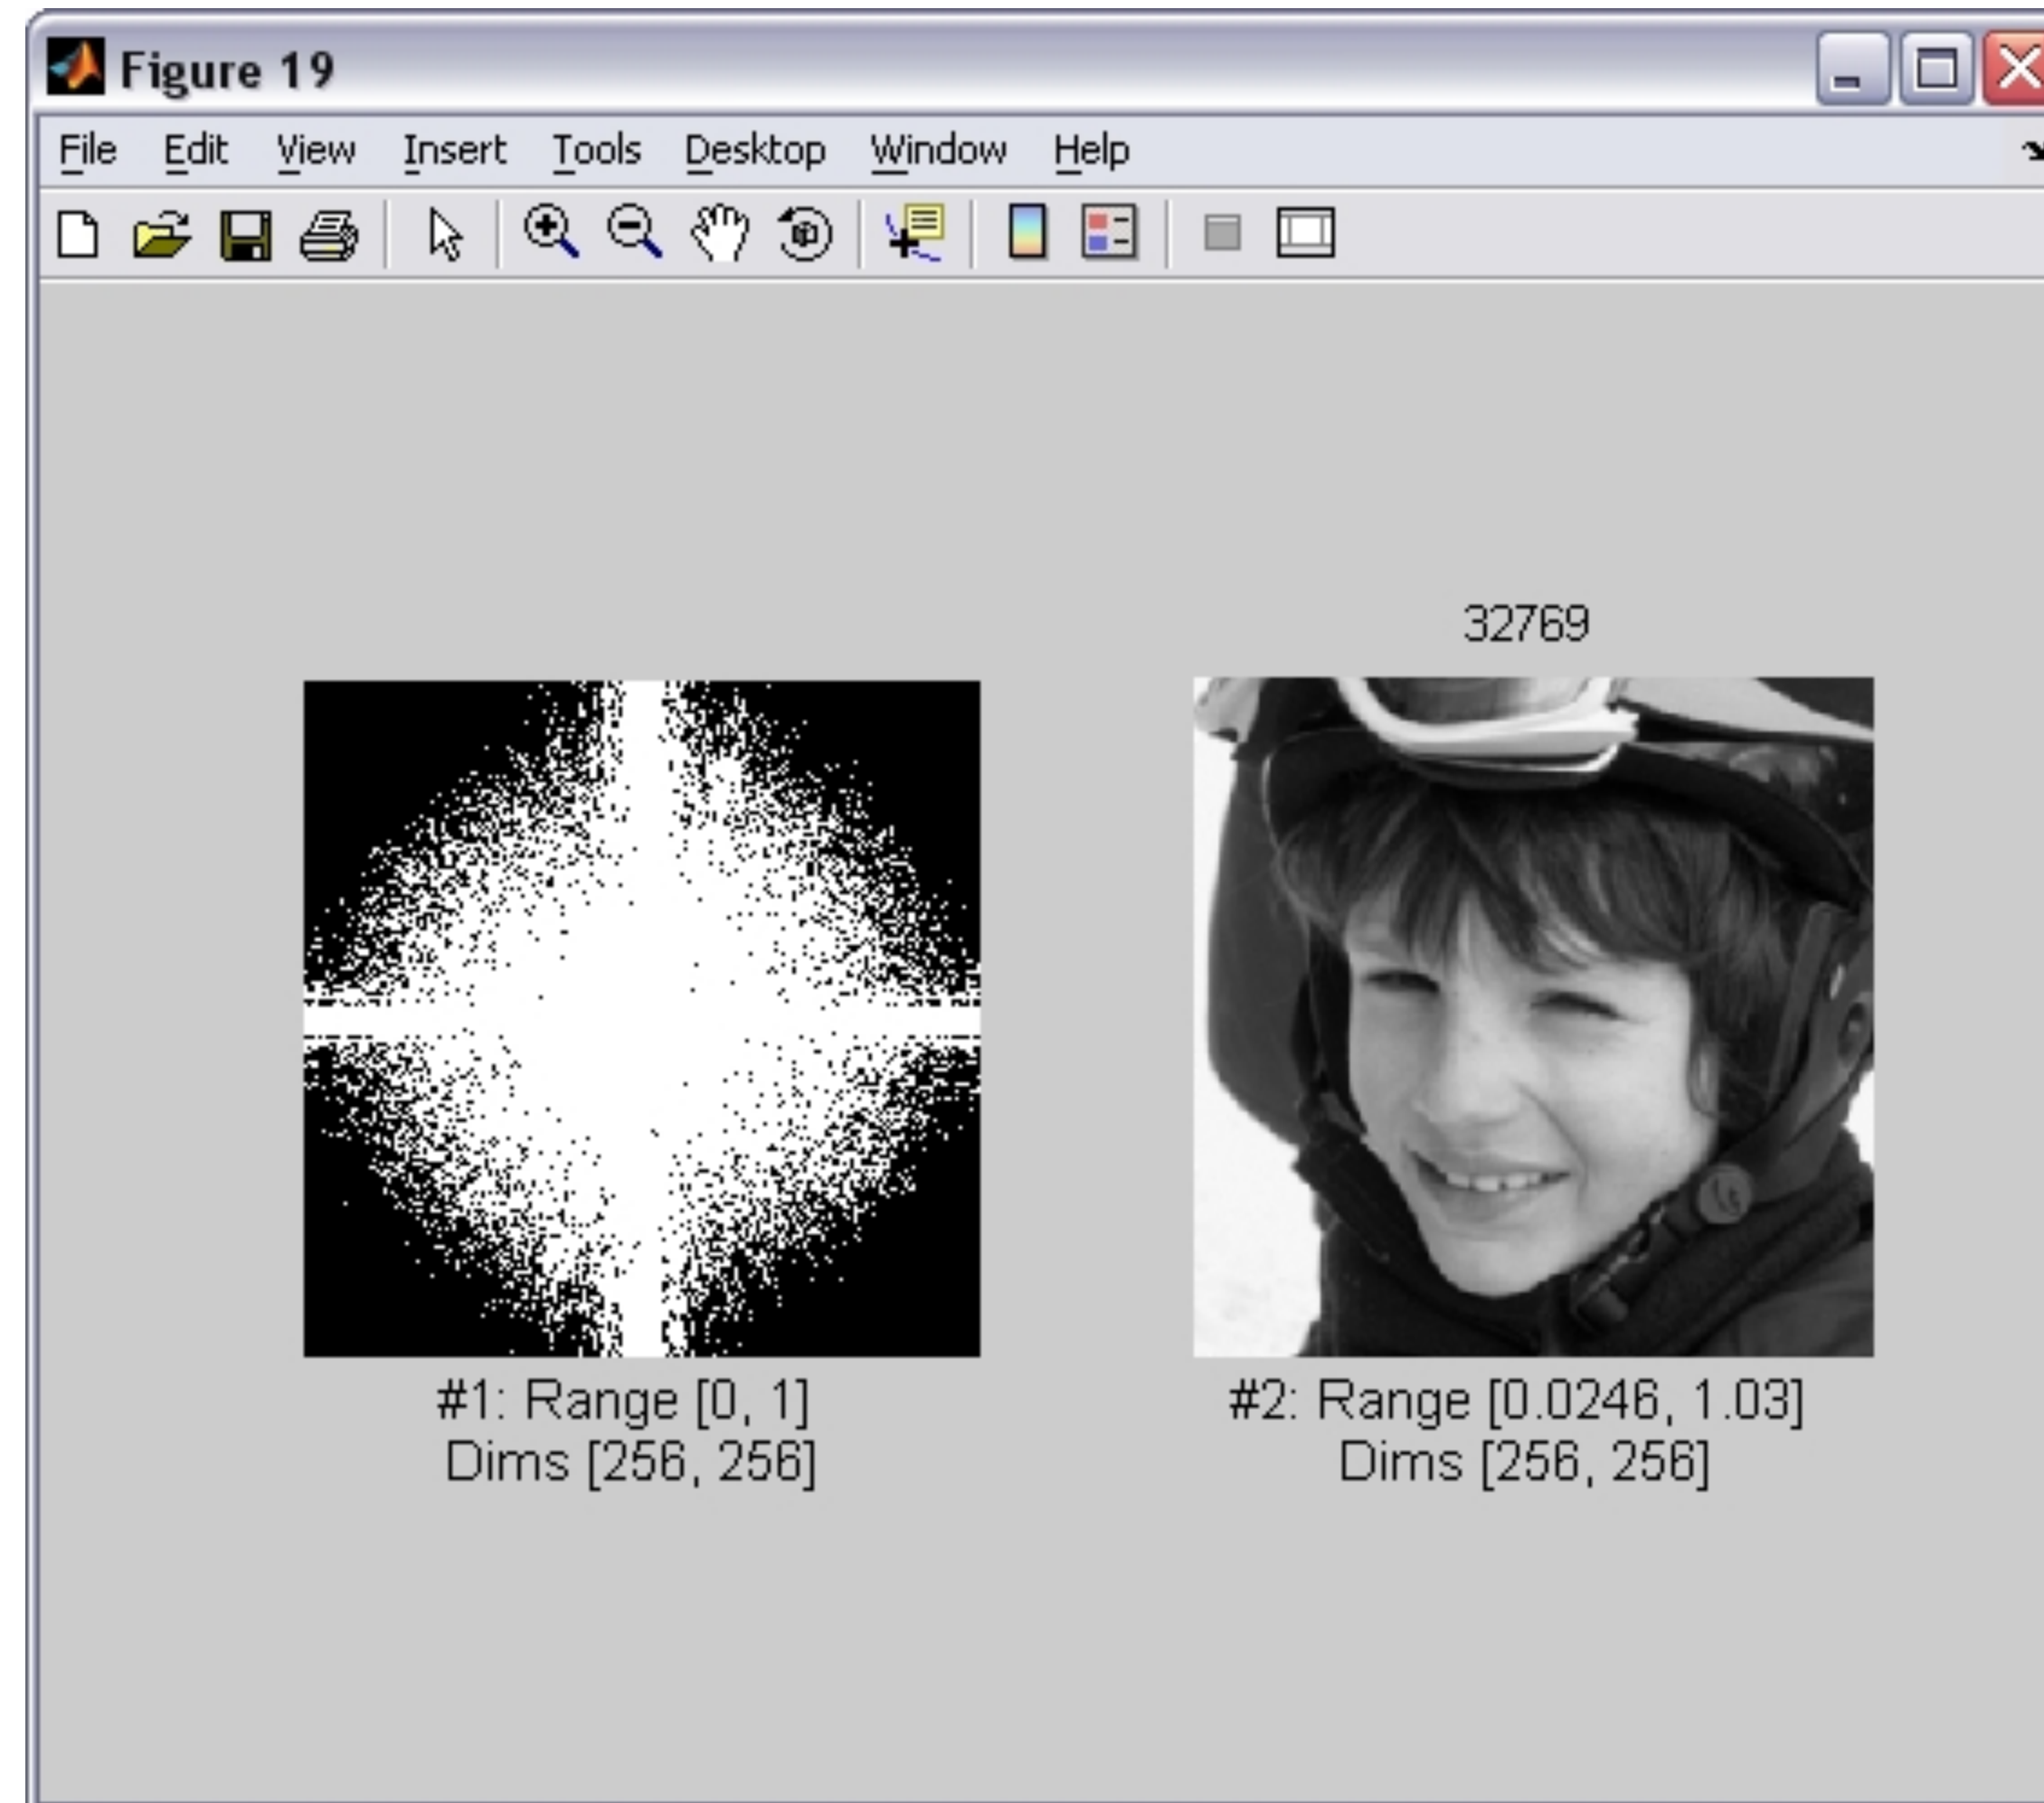 Figure 19
File Edit View Insert Tools Desktop Window Help
32769
#1: Range [0, 1]
Dims [256, 256]
#2: Range [0.0246, 1.03]
Dims [256, 256]